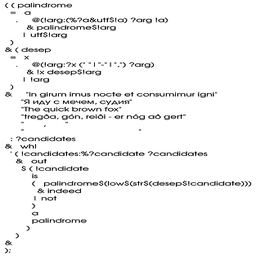 ( ( palindrome
= a
. @(!arg:(%?a&utf$!a) ?arg !a)
& palindrome$!arg
| utf$!arg
)
& ( desep
= x
. @(!arg:?x (" "|"-"|",") ?arg)
& !x desep$!arg
| !arg
)
& "In girum imus nocte et consumimur igni"
"Я иду с мечем, судия"
"The quick brown fox"
"tregða, gón, reiði - er nóg að gert"
" , "
" "
: ?candidates
& whl
' ( !candidates:%?candidate ?candidates
& out
$ ( !candidate
is
( palindrome$(low$(str$(desep$!candidate)))
& indeed
| not
)
a
palindrome
)
)
&
);